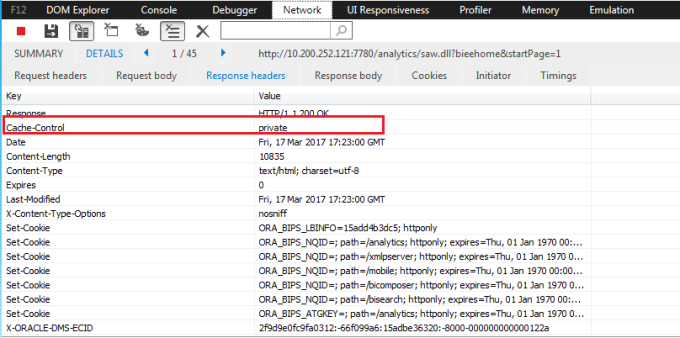 F12 DOM Explorer Console Debugger Network UI Responsiveness Profiler Memory Emulation
SUMMARY DETAILS 1 / 45 http://10.200.252.121:7780/analytics/saw.dll?bieehome&startPage=1
Request headers Request body Response headers Response body Cookies Initiator Timings
Key Value
Response HTTP/1.1 200 OK
Cache-Control private
Date Fri, 17 Mar 2017 17:23:00 GMT
Content-Length 10835
Content-Type text/html; charset=utf-8
Expires 0
Last-Modified Fri, 17 Mar 2017 17:23:00 GMT
X-Content-Type-Options nosniff
Set-Cookie ORA_BIPS_LBINFO=15add4b3dc5; httponly
Set-Cookie ORA_BIPS_NQID=; path=/analytics; httponly; expires=Thu, 01 Jan 1970 00:...
Set-Cookie ORA_BIPS_NQID=; path=/xmlpserver; httponly; expires=Thu, 01 Jan 1970 0...
Set-Cookie ORA_BIPS_NQID=; path=/mobile; httponly; expires=Thu, 01 Jan 1970 00:00...
Set-Cookie ORA_BIPS_NQID=; path=/bicomposer; httponly; expires=Thu, 01 Jan 1970 ...
Set-Cookie ORA_BIPS_NQID=; path=/bisearch; httponly; expires=Thu, 01 Jan 1970 00:...
Set-Cookie ORA_BIPS_ATGKEY=; path=/analytics; httponly; expires=Thu, 01 Jan 1970 ...
X-ORACLE-DMS-ECID 2f9d9e0fc9fa0312:-66f099a6:15adbe36320:-8000-000000000000122a